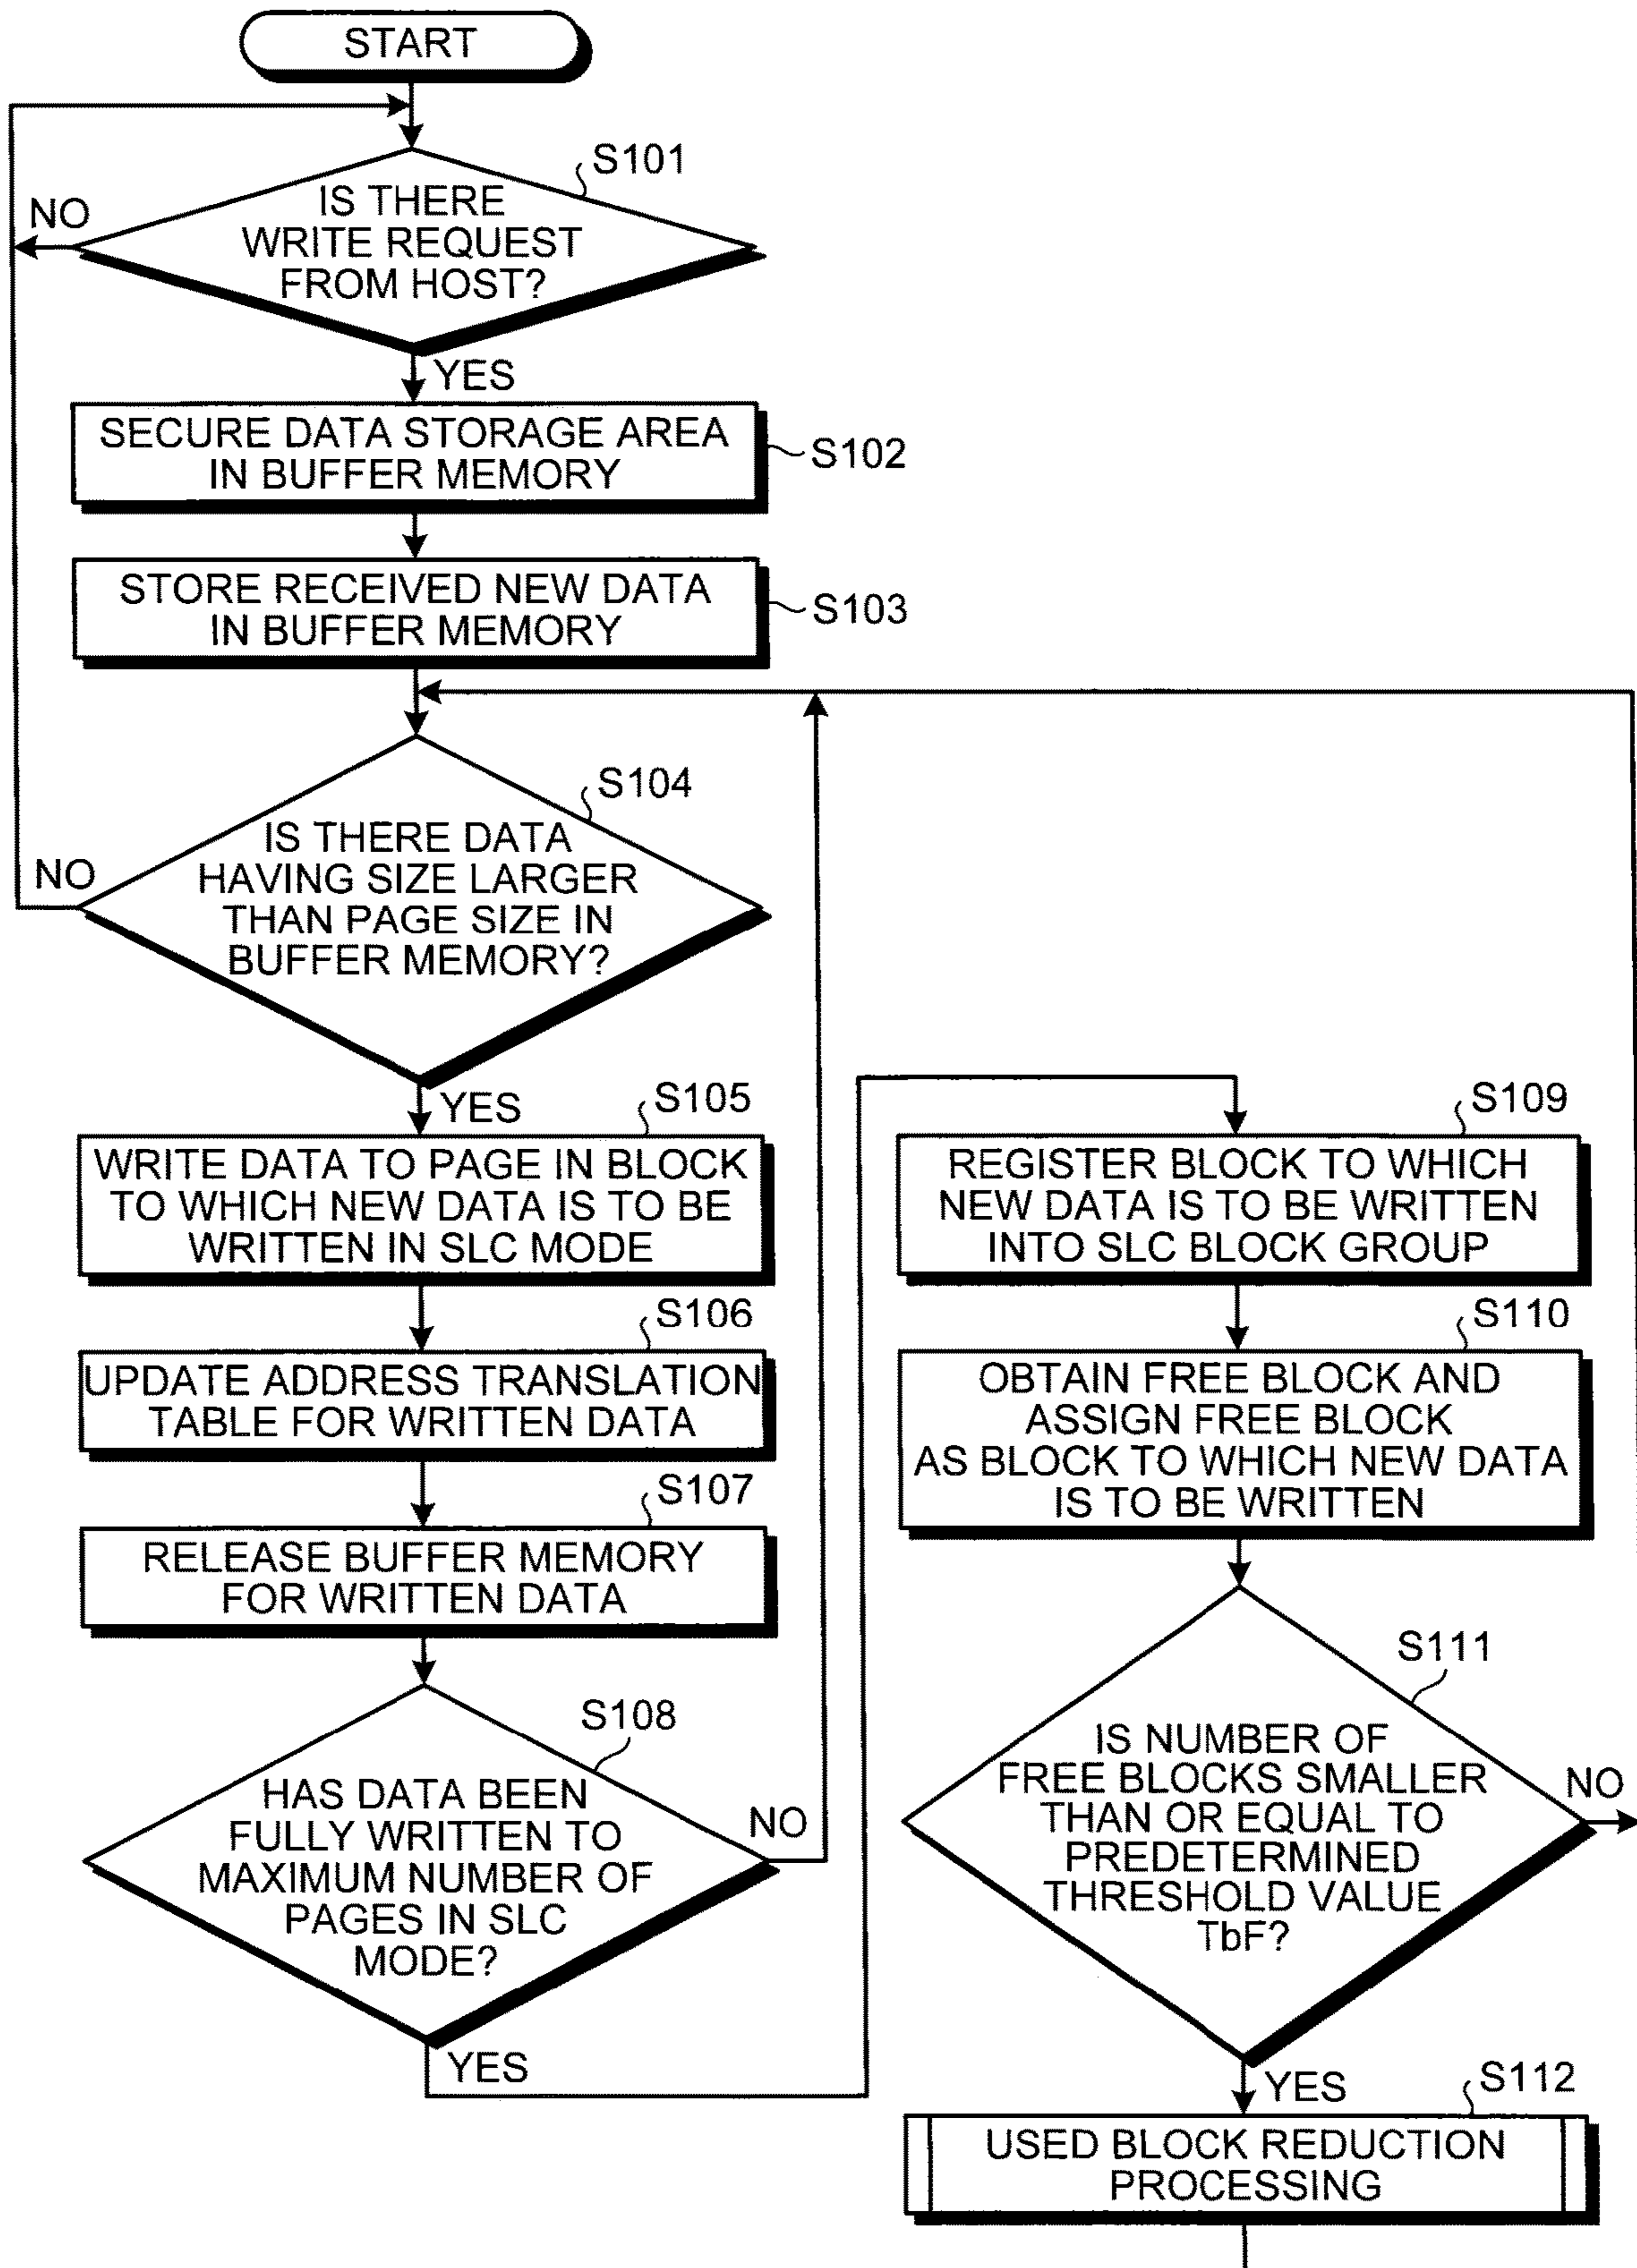 START
S101
IS THERE
WRITE REQUEST
FROM HOST?
NO
YES
SECURE DATA STORAGE AREA
IN BUFFER MEMORY
S102
STORE RECEIVED NEW DATA
IN BUFFER MEMORY
S103
S104
IS THERE DATA
HAVING SIZE LARGER
THAN PAGE SIZE IN
BUFFER MEMORY?
NO
YES
S105
WRITE DATA TO PAGE IN BLOCK
TO WHICH NEW DATA IS TO BE
WRITTEN IN SLC MODE
S106
UPDATE ADDRESS TRANSLATION
TABLE FOR WRITTEN DATA
S107
RELEASE BUFFER MEMORY
FOR WRITTEN DATA
S108
HAS DATA BEEN
FULLY WRITTEN TO
MAXIMUM NUMBER OF
PAGES IN SLC
MODE?
NO
YES
S109
REGISTER BLOCK TO WHICH
NEW DATA IS TO BE WRITTEN
INTO SLC BLOCK GROUP
S110
OBTAIN FREE BLOCK AND
ASSIGN FREE BLOCK
AS BLOCK TO WHICH NEW DATA
IS TO BE WRITTEN
S111
IS NUMBER OF
FREE BLOCKS SMALLER
THAN OR EQUAL TO
PREDETERMINED
THRESHOLD VALUE
TbF?
NO
YES
S112
USED BLOCK REDUCTION
PROCESSING